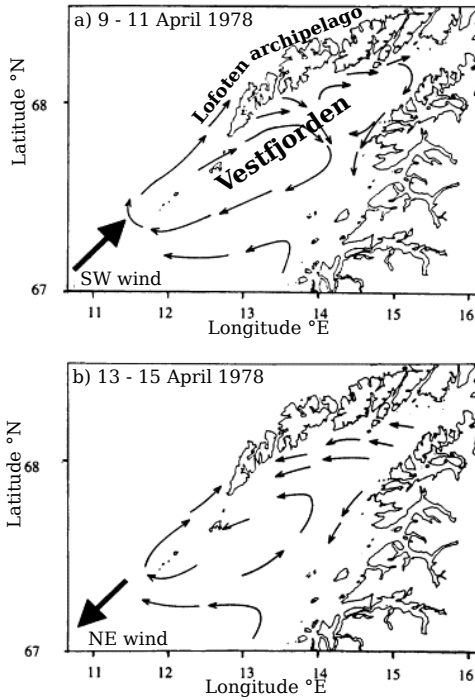 a) 9 - 11 April 1978
Lofoten archipelago
Vestfjorden
Latitude °N
68
67
SW wind
11 12 13 14 15 16
Longitude °E
b) 13 - 15 April 1978
Latitude °N
68
67
NE wind
11 12 13 14 15 16
Longitude °E